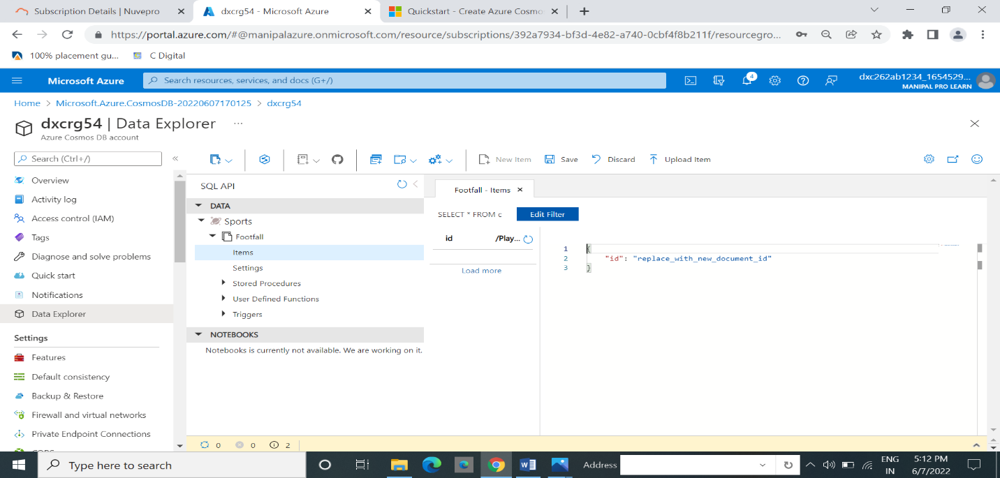 Subscription Details | Nuvepro
dxcrg54 - Microsoft Azure
Quickstart - Create Azure Cosmo
https://portal.azure.com/#@manipalazure.onmicrosoft.com/resource/subscriptions/392a7934-bf3d-4e82-a740-0cbf4f8b211f/resourcegro...
100% placement gu...
C Digital
Microsoft Azure
Search resources, services, and docs (G+/)
4
dxc262ab1234_1654529...
MANIPAL PRO LEARN
Home > Microsoft.Azure.CosmosDB-20220607170125 > dxcrg54
dxcrg54 | Data Explorer ...
Azure Cosmos DB account
Search (Ctrl+/)
«
Overview
Activity log
Access control (IAM)
Tags
Diagnose and solve problems
Quick start
Notifications
Data Explorer
Settings
Features
Default consistency
Backup & Restore
Firewall and virtual networks
Private Endpoint Connections
CORS
New Item
Save
Discard
Upload Item
SQL API
DATA
Sports
Footfall
Items
Settings
Stored Procedures
User Defined Functions
Triggers
NOTEBOOKS
Notebooks is currently not available. We are working on it.
Footfall - Items
SELECT * FROM c
Edit Filter
id /Play...
Load more
1 {
2 "id": "replace_with_new_document_id"
3 }
0 0 2
Type here to search
Address
ENG
IN
5:12 PM
6/7/2022